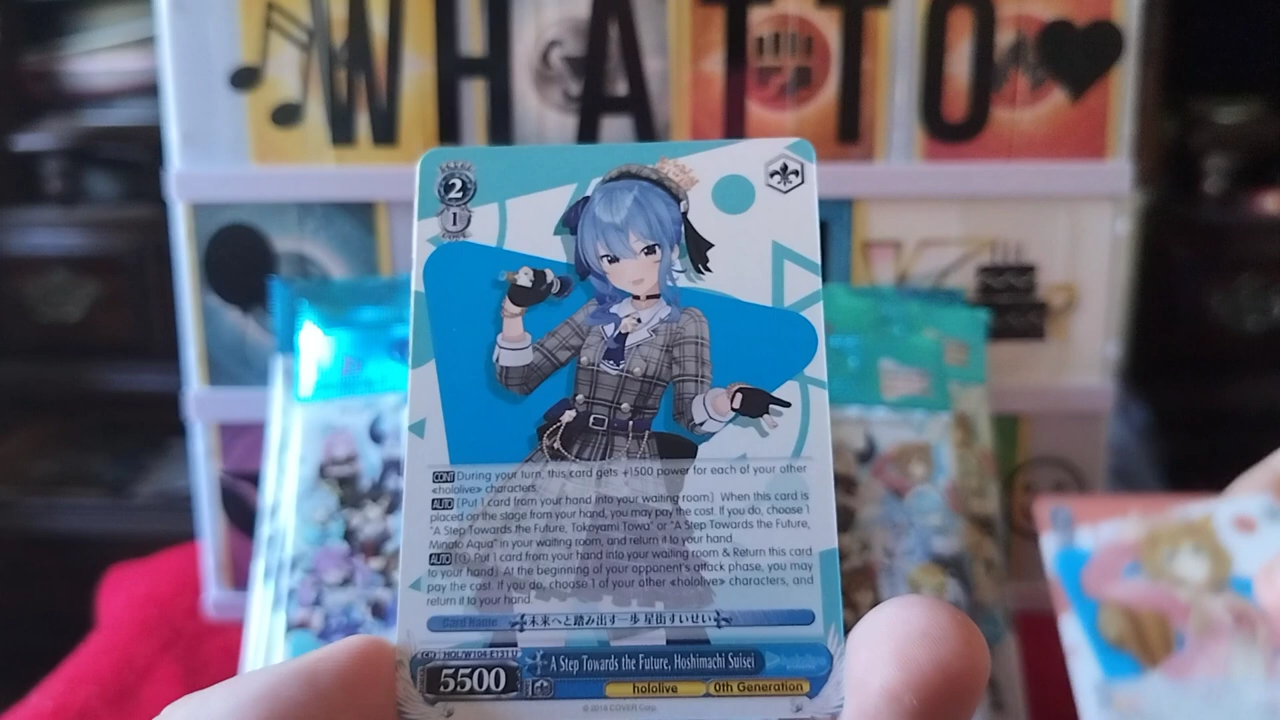 WHAT TO
2
1
CONT During your turn, this card gets +1500 power for each of your other
«hololive» characters.
AUTO [Put 1 card from your hand into your waiting room] When this card is
placed on the stage from your hand, you may pay the cost. If you do, choose 1
"A Step Towards the Future, Tokoyami Towa" or "A Step Towards the Future,
Minato Aqua" in your waiting room, and return it to your hand.
AUTO [① Put 1 card from your hand into your waiting room & Return this card
to your hand] At the beginning of your opponent's attack phase, you may
pay the cost. If you do, choose 1 of your other «hololive» characters, and
return it to your hand.
Card Name 未来へと踏み出す一歩 星街すいせい
CH HOL/W104-E131 U
A Step Towards the Future, Hoshimachi Suisei
5500
hololive 0th Generation
© 2016 COVER Corp.